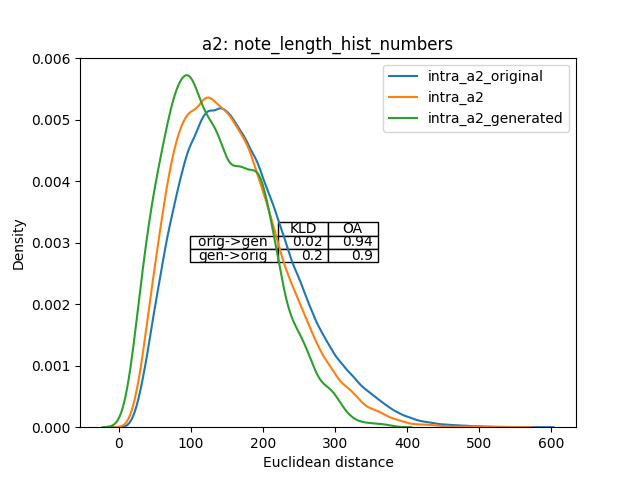 a2: note_length_hist_numbers
0.006
0.005
0.004
0.003
0.002
0.001
0.000
Density
intra_a2_original
intra_a2
intra_a2_generated
KLD OA
orig->gen 0.02 0.94
gen->orig 0.2 0.9
0 100 200 300 400 500 600
Euclidean distance